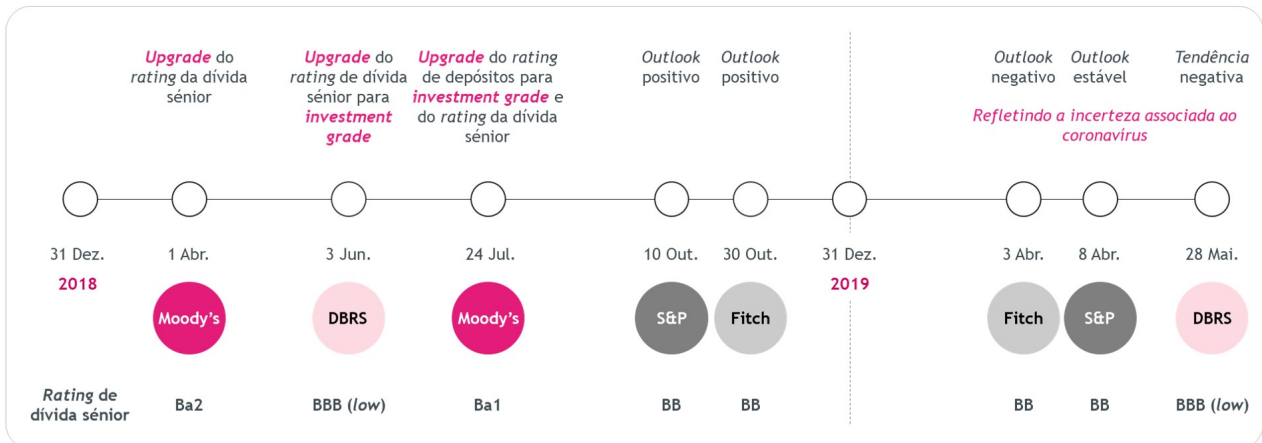 Upgrade do
rating da dívida
sénior
Upgrade do
rating de dívida
sénior para
investment
grade
Upgrade do rating
de depósitos para
investment grade e
do rating da dívida
sénior
Outlook
positivo
Outlook
positivo
Outlook
negativo
Outlook
estável
Tendência
negativa
Refletindo a incerteza associada ao
coronavírus
31 Dez.
2018
1 Abr.
3 Jun.
24 Jul.
10 Out.
30 Out.
31 Dez.
2019
3 Abr.
8 Abr.
28 Mai.
Moody's
DBRS
Moody's
S&P
Fitch
Fitch
S&P
DBRS
Rating de
dívida sénior
Ba2
BBB (low)
Ba1
BB
BB
BB
BB
BBB (low)